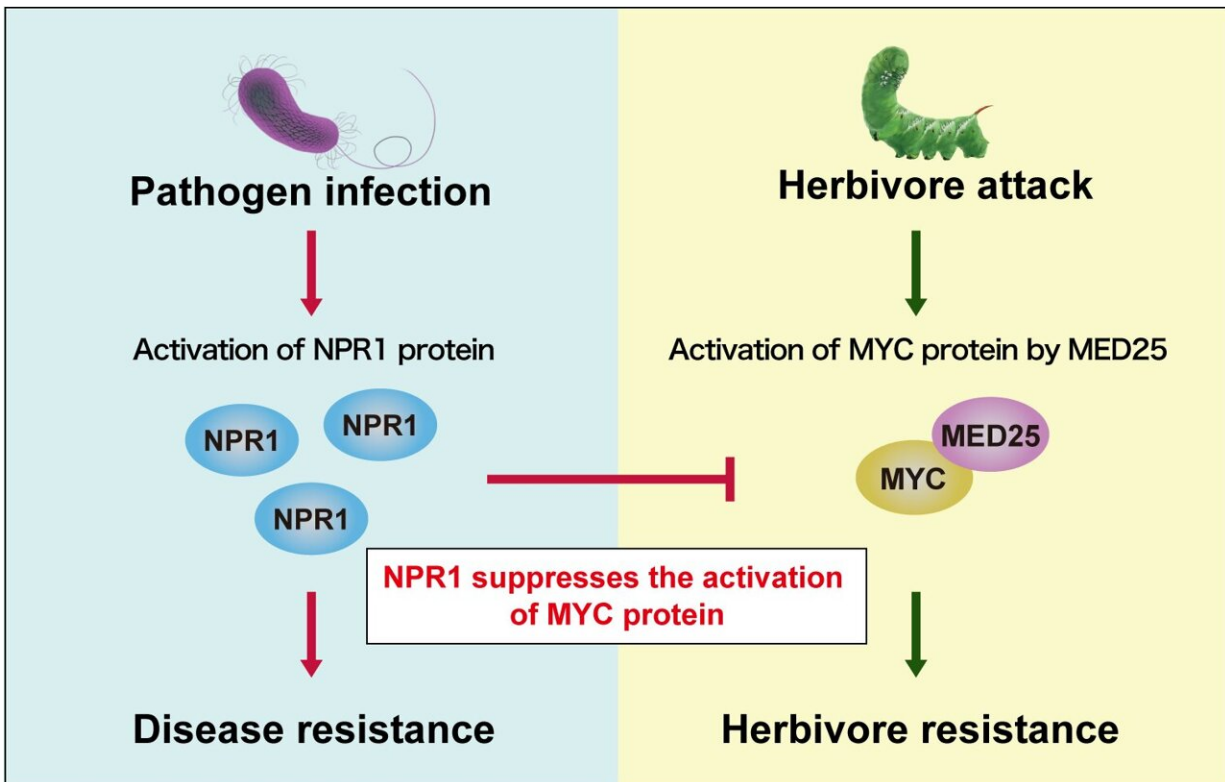 Pathogen infection
Activation of NPR1 protein
NPR1
NPR1
NPR1
Disease resistance
NPR1 suppresses the activation
of MYC protein
Herbivore attack
Activation of MYC protein by MED25
MED25
MYC
Herbivore resistance